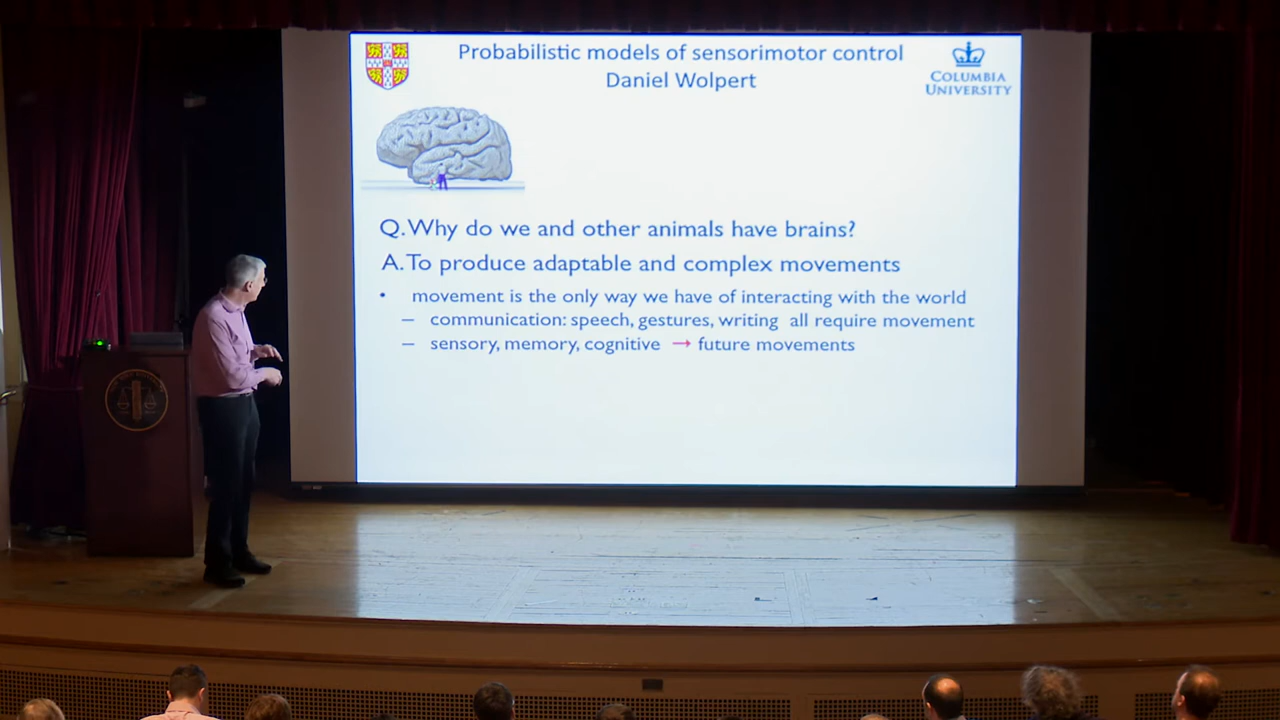 Probabilistic models of sensorimotor control
Daniel Wolpert
COLUMBIA
UNIVERSITY
Q. Why do we and other animals have brains?
A. To produce adaptable and complex movements
• movement is the only way we have of interacting with the world
– communication: speech, gestures, writing all require movement
– sensory, memory, cognitive → future movements